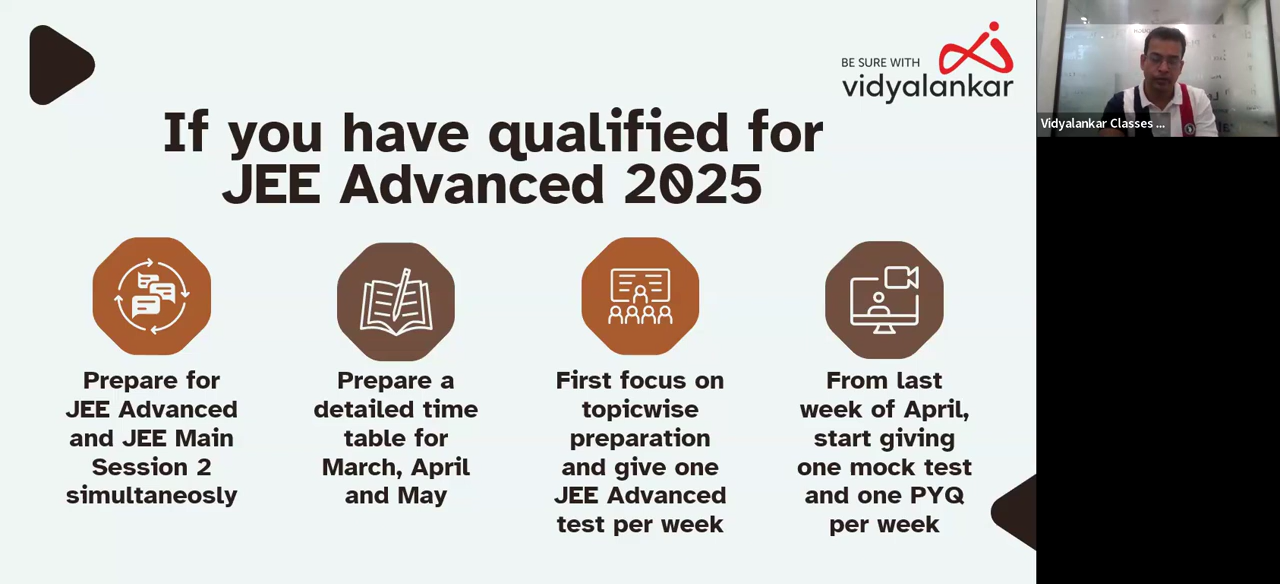 BE SURE WITH
vidyalankar
Vidyalankar Classes ...
If you have qualified for
JEE Advanced 2025
Prepare for
JEE Advanced
and JEE Main
Session 2
simultaneosly
Prepare a
detailed time
table for
March, April
and May
First focus on
topicwise
preparation
and give one
JEE Advanced
test per week
From last
week of April,
start giving
one mock test
and one PYQ
per week